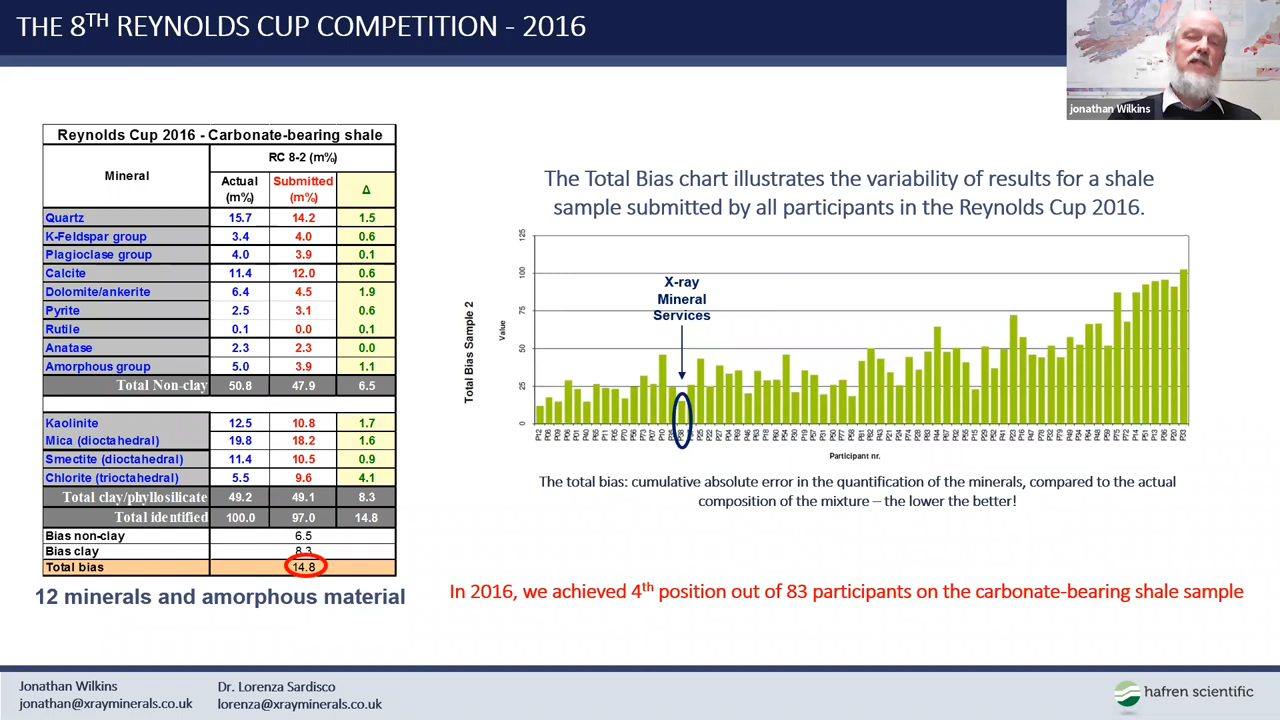 THE 8TH REYNOLDS CUP COMPETITION - 2016
jonathan Wilkins
Reynolds Cup 2016 - Carbonate-bearing shale
Mineral
RC 8-2 (m%)
Actual (m%) Submitted (m%) Δ
Quartz 15.7 14.2 1.5
K-Feldspar group 3.4 4.0 0.6
Plagioclase group 4.0 3.9 0.1
Calcite 11.4 12.0 0.6
Dolomite/ankerite 6.4 4.5 1.9
Pyrite 2.5 3.1 0.6
Rutile 0.1 0.0 0.1
Anatase 2.3 2.3 0.0
Amorphous group 5.0 3.9 1.1
Total Non-clay 50.8 47.9 6.5
Kaolinite 12.5 10.8 1.7
Mica (dioctahedral) 19.8 18.2 1.6
Smectite (dioctahedral) 11.4 10.5 0.9
Chlorite (trioctahedral) 5.5 9.6 4.1
Total clay/phyllosilicate 49.2 49.1 8.3
Total identified 100.0 97.0 14.8
Bias non-clay 6.5
Bias clay 8.3
Total bias 14.8
12 minerals and amorphous material
The Total Bias chart illustrates the variability of results for a shale
sample submitted by all participants in the Reynolds Cup 2016.
Total Bias Sample 2
Value
125
100
75
50
25
0
X-ray
Mineral
Services
Participant nr.
The total bias: cumulative absolute error in the quantification of the minerals, compared to the actual
composition of the mixture – the lower the better!
In 2016, we achieved 4th position out of 83 participants on the carbonate-bearing shale sample
Jonathan Wilkins
jonathan@xrayminerals.co.uk
Dr. Lorenza Sardisco
lorenza@xrayminerals.co.uk
hafren scientific